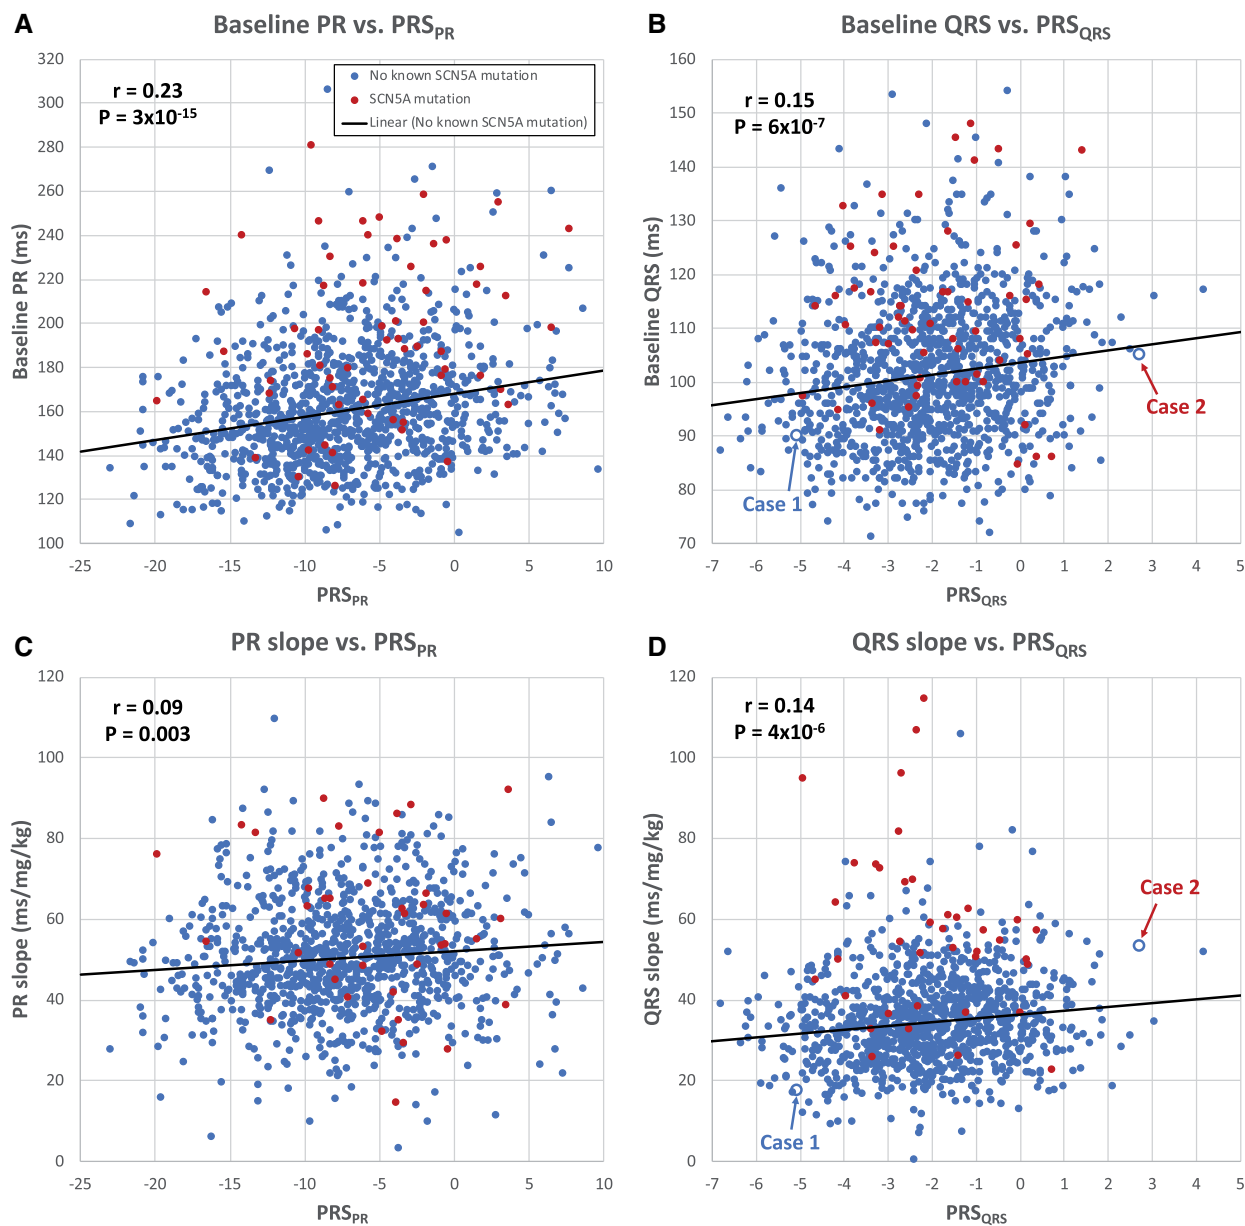 A
Baseline PR vs. PRSPR
r = 0.23
P = 3x10-15
No known SCN5A mutation
SCN5A mutation
Linear (No known SCN5A mutation)
Baseline PR (ms)
320
300
280
260
240
220
200
180
160
140
120
100
-25
-20
-15
-10
-5
0
5
10
PRSPR
B
Baseline QRS vs. PRSQRS
r = 0.15
P = 6x10-7
Baseline QRS (ms)
160
150
140
130
120
110
100
90
80
70
Case 2
Case 1
-7
-6
-5
-4
-3
-2
-1
0
1
2
3
4
5
PRSQRS
C
PR slope vs. PRSPR
r = 0.09
P = 0.003
PR slope (ms/mg/kg)
120
100
80
60
40
20
0
-25
-20
-15
-10
-5
0
5
10
PRSPR
D
QRS slope vs. PRSQRS
r = 0.14
P = 4x10-6
QRS slope (ms/mg/kg)
120
100
80
60
40
20
0
Case 2
Case 1
-7
-6
-5
-4
-3
-2
-1
0
1
2
3
4
5
PRSQRS